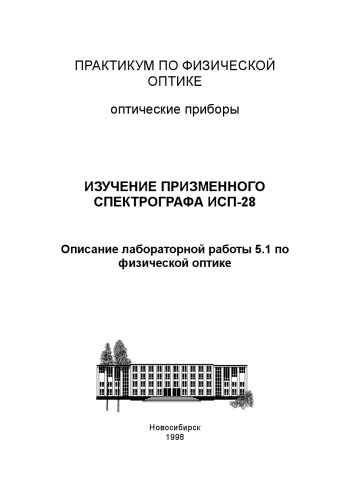 ПРАКТИКУМ ПО ФИЗИЧЕСКОЙ
ОПТИКЕ
оптические приборы
ИЗУЧЕНИЕ ПРИЗМЕННОГО
СПЕКТРОГРАФА ИСП-28
Описание лабораторной работы 5.1 по
физической оптике
Новосибирск
1998